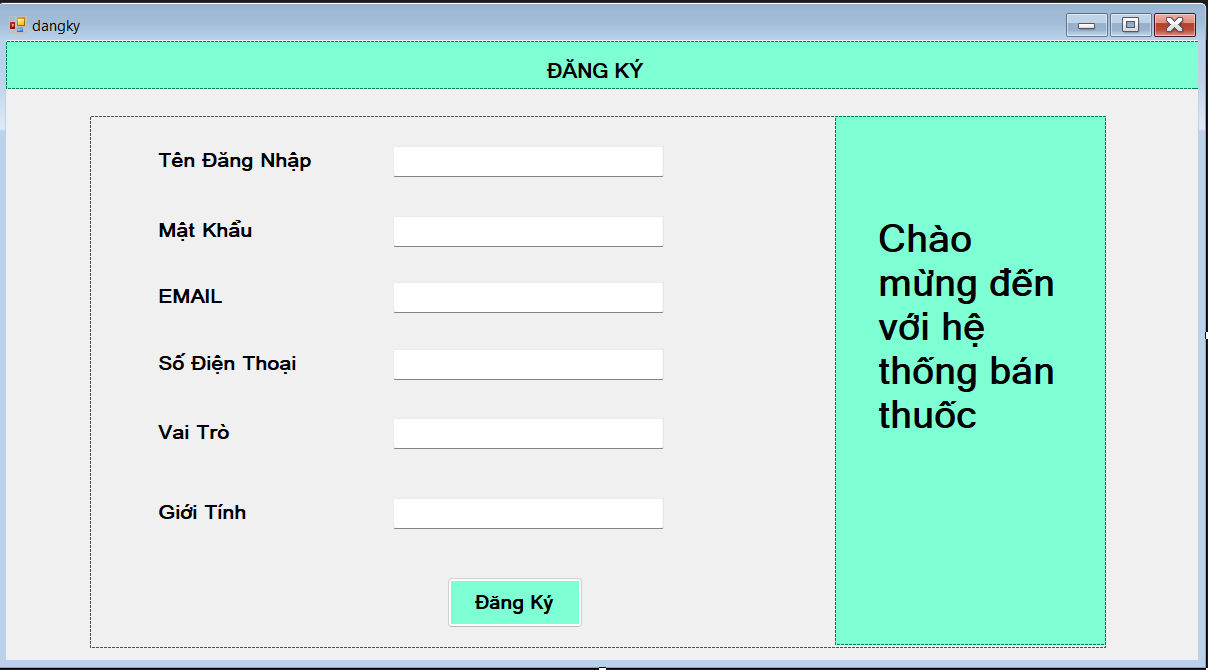 dangky
ĐĂNG KÝ
Tên Đăng Nhập
Mật Khẩu
EMAIL
Số Điện Thoại
Vai Trò
Giới Tính
Đăng Ký
Chào
mừng đến
với hệ
thống bán
thuốc